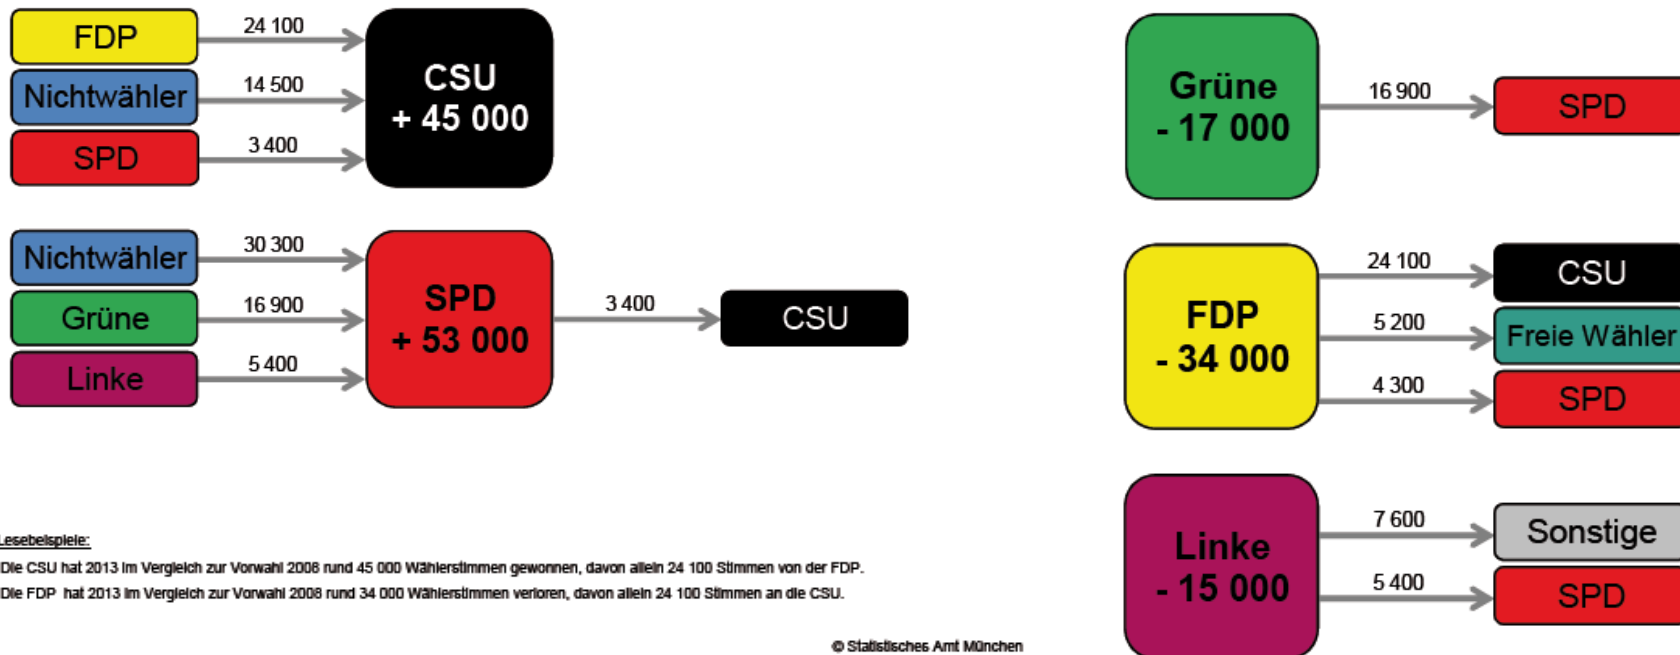 FDP
24 100
Nichtwähler
14 500
SPD
3 400
CSU
+ 45 000
Nichtwähler
30 300
Grüne
16 900
Linke
5 400
SPD
+ 53 000
3 400
CSU
Grüne
- 17 000
16 900
SPD
FDP
- 34 000
24 100
CSU
5 200
Freie Wähler
4 300
SPD
Linke
- 15 000
7 600
Sonstige
5 400
SPD
Lesebeispiele:
Die CSU hat 2013 im Vergleich zur Vorwahl 2008 rund 45 000 Wählerstimmen gewonnen, davon allein 24 100 Stimmen von der FDP.
Die FDP hat 2013 im Vergleich zur Vorwahl 2008 rund 34 000 Wählerstimmen verloren, davon allein 24 100 Stimmen an die CSU.
© Statistisches Amt München